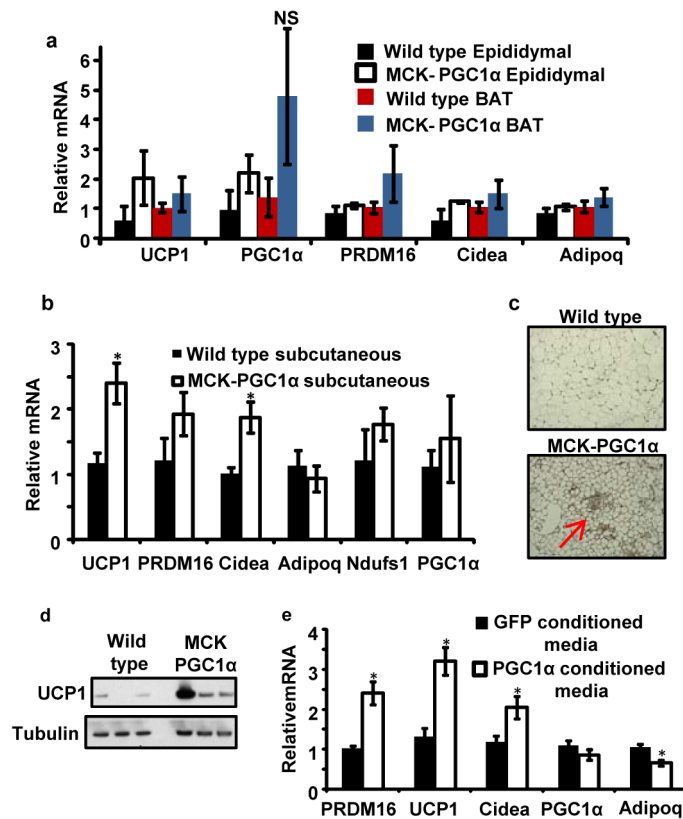 a
NS
Wild type Epididymal
MCK- PGC1α Epididymal
Wild type BAT
MCK- PGC1α BAT
Relative mRNA
6
5
4
3
2
1
0
UCP1 PGC1α PRDM16 Cidea Adipoq
b
Wild type subcutaneous
MCK-PGC1α subcutaneous
Relative mRNA
3
2
1
0
*
*
UCP1 PRDM16 Cidea Adipoq Ndufs1 PGC1α
c
Wild type
MCK-PGC1α
d
Wild type
MCK PGC1α
UCP1
Tubulin
e
GFP conditioned media
PGC1α conditioned media
RelativemRNA
4
3
2
1
0
*
*
*
*
PRDM16 UCP1 Cidea PGC1α Adipoq